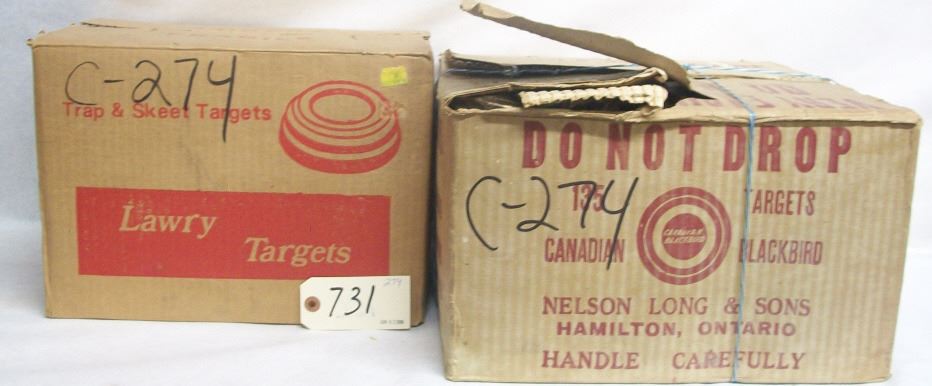 C-274
Trap & Skeet Targets
Lawry
Targets
274
731
DO NOT DROP
C-274
135 TARGETS
CANADIAN BLACKBIRD
CANADIAN
BLACKBIRD
NELSON LONG & SONS
HAMILTON, ONTARIO
HANDLE CAREFULLY